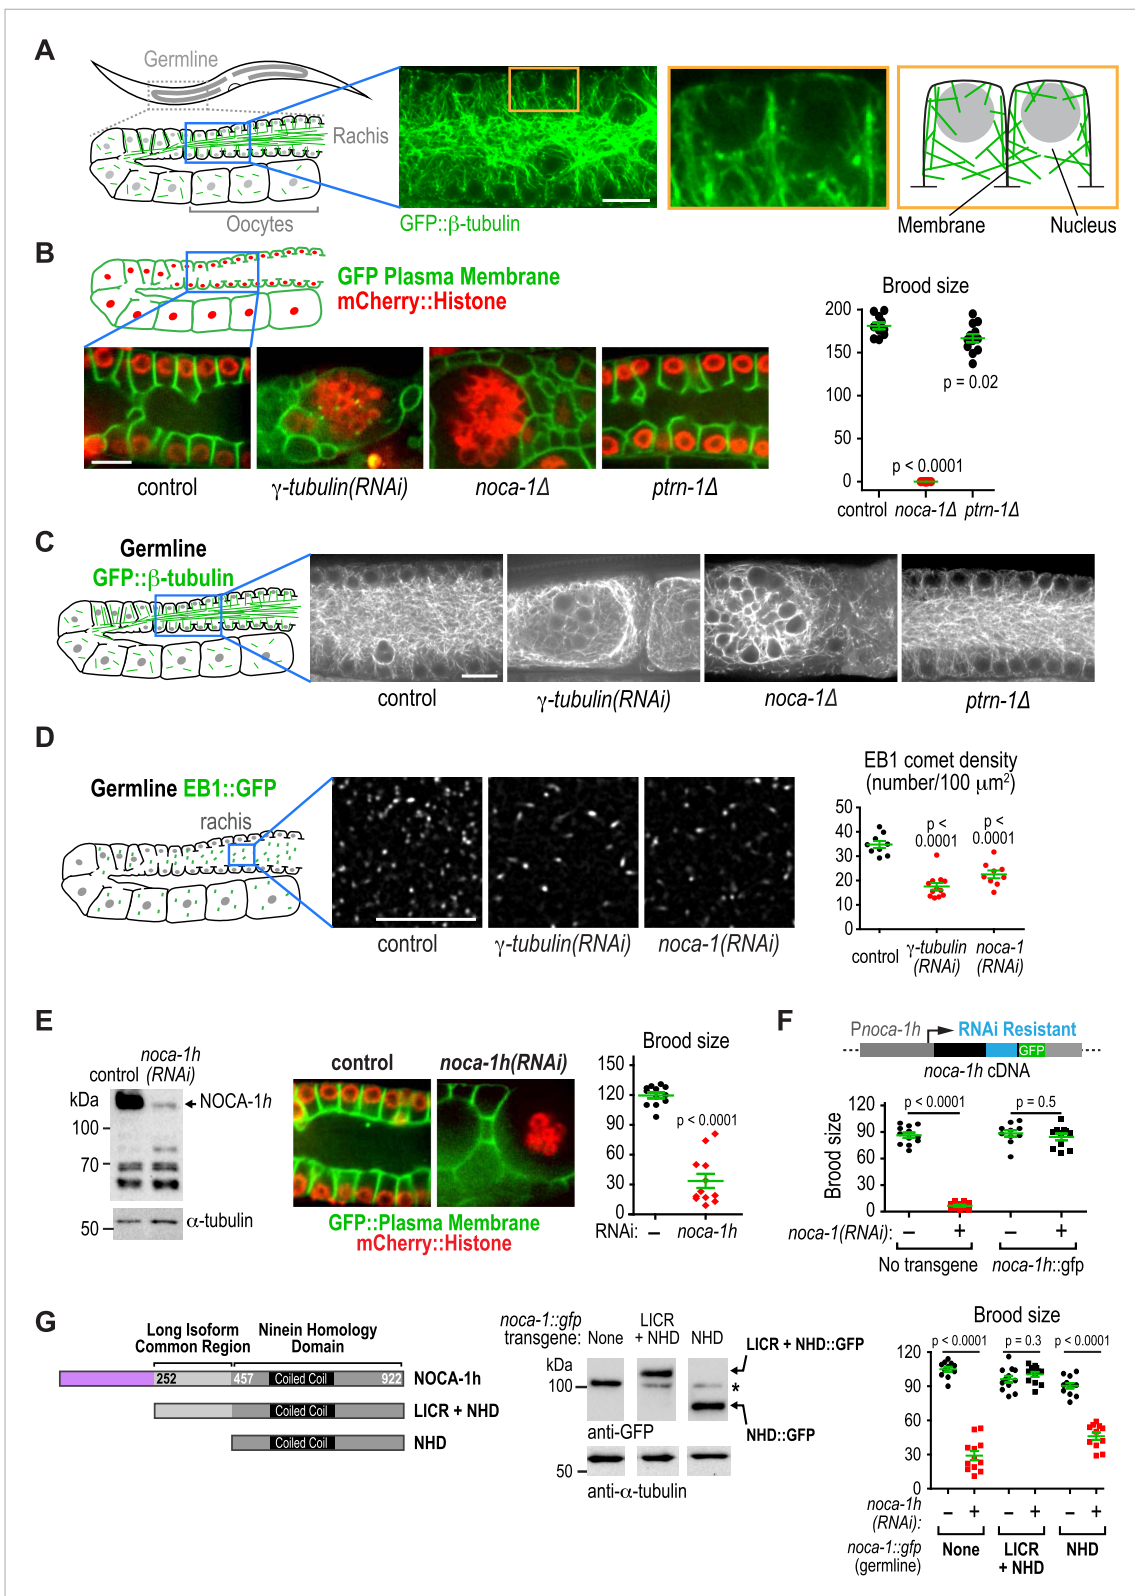 A
Germline
Rachis
Oocytes
GFP::β-tubulin
Membrane
Nucleus
B
GFP Plasma Membrane
mCherry::Histone
control
γ-tubulin(RNAi)
noca-1Δ
ptrn-1Δ
Brood size
200
150
100
50
0
p = 0.02
p < 0.0001
control noca-1Δ ptrn-1Δ
C
Germline
GFP::β-tubulin
control
γ-tubulin(RNAi)
noca-1Δ
ptrn-1Δ
D
Germline EB1::GFP
rachis
control
γ-tubulin(RNAi)
noca-1(RNAi)
EB1 comet density
(number/100 μm²)
50
40
30
20
10
0
p <
0.0001
p <
0.0001
control
γ-tubulin
(RNAi)
noca-1
(RNAi)
E
control
noca-1h
(RNAi)
kDa
NOCA-1h
100
70
50
α-tubulin
control
noca-1h(RNAi)
GFP::Plasma Membrane
mCherry::Histone
Brood size
150
120
90
60
30
0
p < 0.0001
RNAi: – noca-1h
F
Pnoca-1h
RNAi Resistant
GFP
noca-1h cDNA
Brood size
120
90
60
30
0
p < 0.0001
p = 0.5
noca-1(RNAi): – + – +
No transgene
noca-1h::gfp
G
Long Isoform
Common Region
Ninein Homology
Domain
252
457
Coiled Coil
922
NOCA-1h
Coiled Coil
LICR + NHD
Coiled Coil
NHD
noca-1::gfp
transgene:
None
LICR
+ NHD
NHD
kDa
100
LICR + NHD::GFP
*
NHD::GFP
anti-GFP
50
anti-α-tubulin
Brood size
120
90
60
30
0
p < 0.0001
p = 0.3
p < 0.0001
noca-1h
(RNAi):
– + – + – +
noca-1::gfp
(germline)
None
LICR
+ NHD
NHD